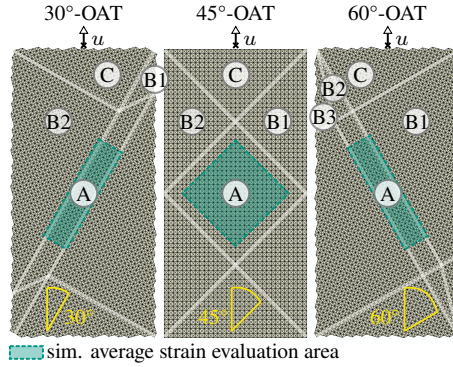 30°-OAT 45°-OAT 60°-OAT
u u u
C C C
B1 B2
B2 B2 B1 B3 B1
A A A
30° 45° 60°
sim. average strain evaluation area